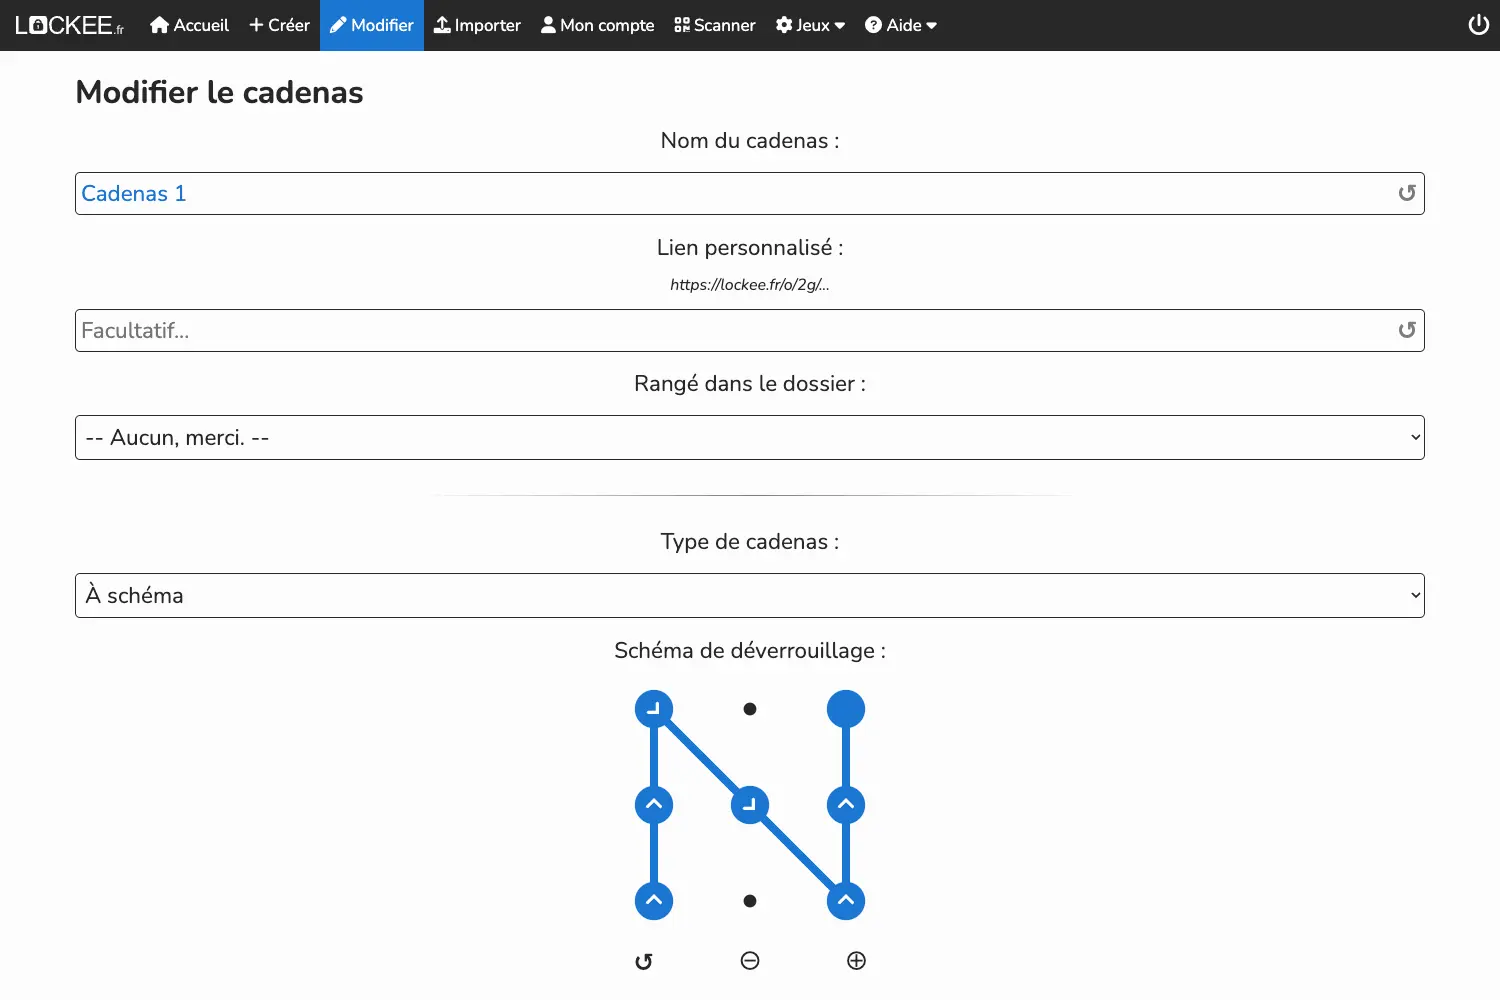 LOCKEE.fr Accueil Créer Modifier Importer Mon compte Scanner Jeux Aide
Modifier le cadenas
Nom du cadenas :
Cadenas 1
Lien personnalisé :
https://lockee.fr/o/2g/...
Facultatif...
Rangé dans le dossier :
-- Aucun, merci. --
Type de cadenas :
À schéma
Schéma de déverrouillage :